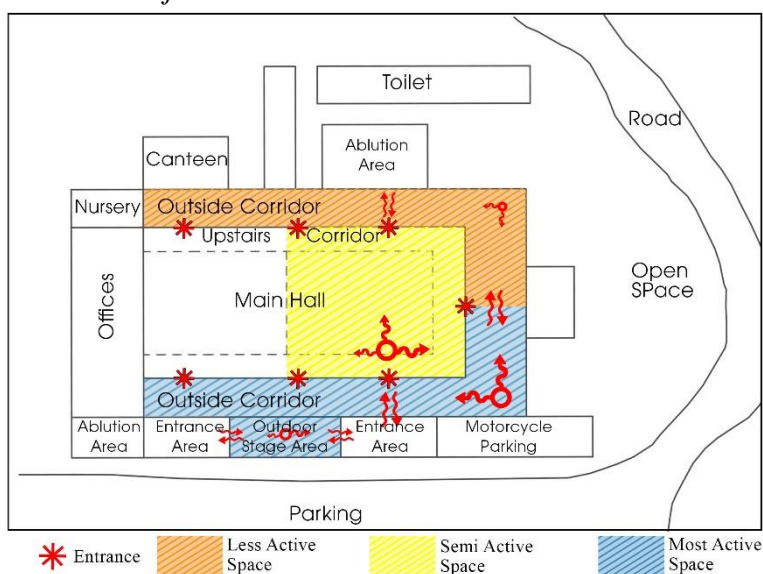 Toilet
Road
Canteen
Ablution
Area
Nursery
Outside Corridor
Upstairs
Corridor
Offices
Main Hall
Open
SPace
Outside Corridor
Ablution
Area
Entrance
Area
Outdoor
Stage Area
Entrance
Area
Motorcycle
Parking
Parking
Entrance
Less Active
Space
Semi Active
Space
Most Active
Space